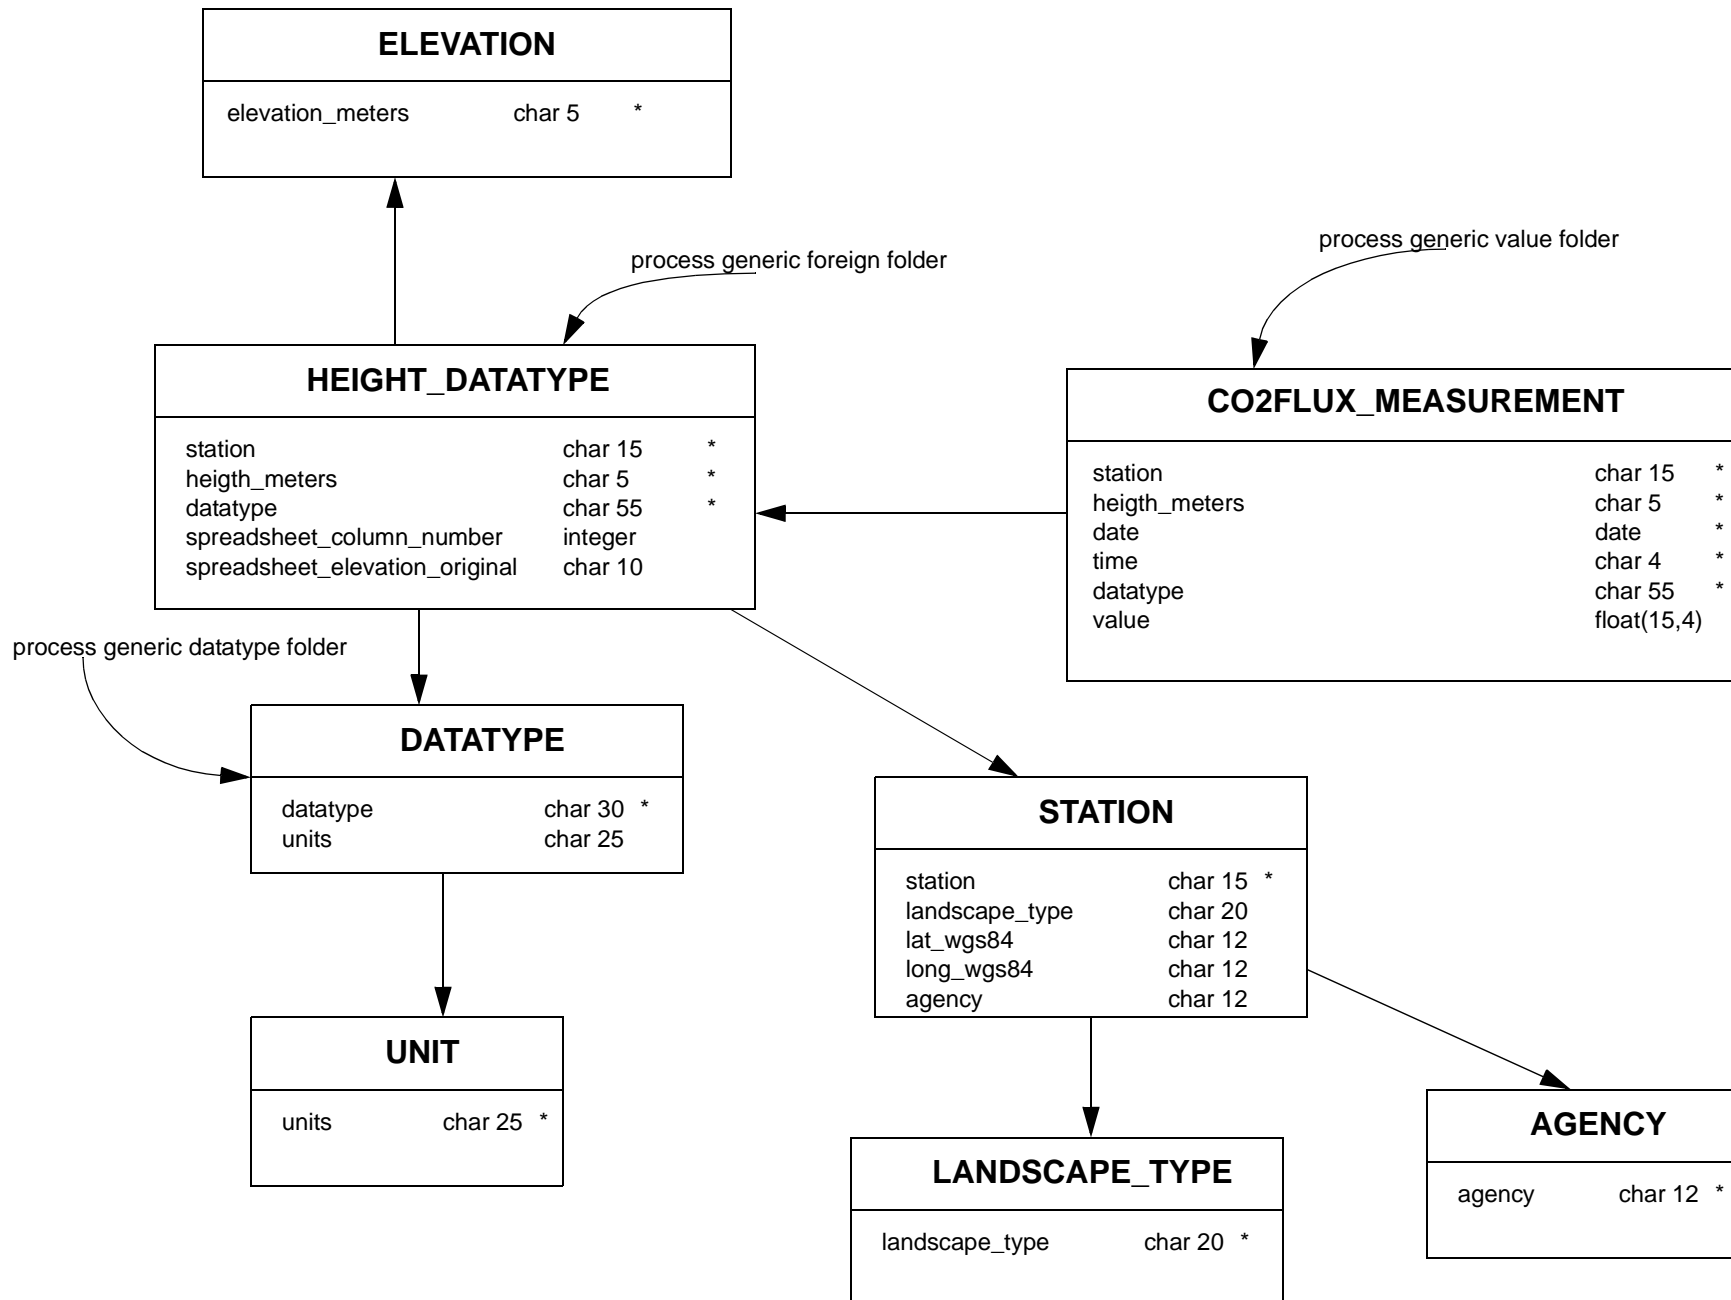 ELEVATION
elevation_meters char 5 *
process generic foreign folder
process generic value folder
HEIGHT_DATATYPE
station char 15 *
heigth_meters char 5 *
datatype char 55 *
spreadsheet_column_number integer
spreadsheet_elevation_original char 10
CO2FLUX_MEASUREMENT
station char 15 *
heigth_meters char 5 *
date date *
time char 4 *
datatype char 55 *
value float(15,4)
process generic datatype folder
DATATYPE
datatype char 30 *
units char 25
STATION
station char 15 *
landscape_type char 20
lat_wgs84 char 12
long_wgs84 char 12
agency char 12
UNIT
units char 25 *
LANDSCAPE_TYPE
landscape_type char 20 *
AGENCY
agency char 12 *